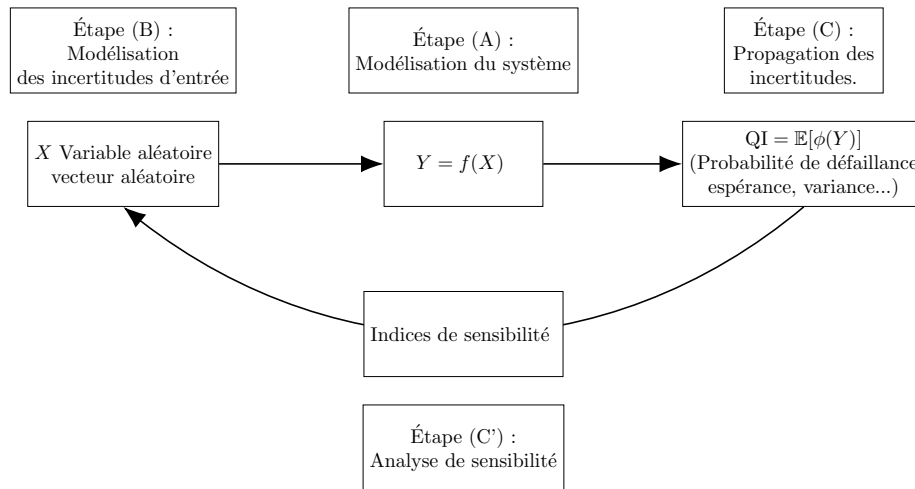 Étape (B) :
Modélisation
des incertitudes d'entrée
Étape (A) :
Modélisation du système
Étape (C) :
Propagation des
incertitudes.
X Variable aléatoire
vecteur aléatoire
Y = f(X)
QI = 𝔼[ϕ(Y)]
(Probabilité de défaillance
espérance, variance...)
Indices de sensibilité
Étape (C’) :
Analyse de sensibilité